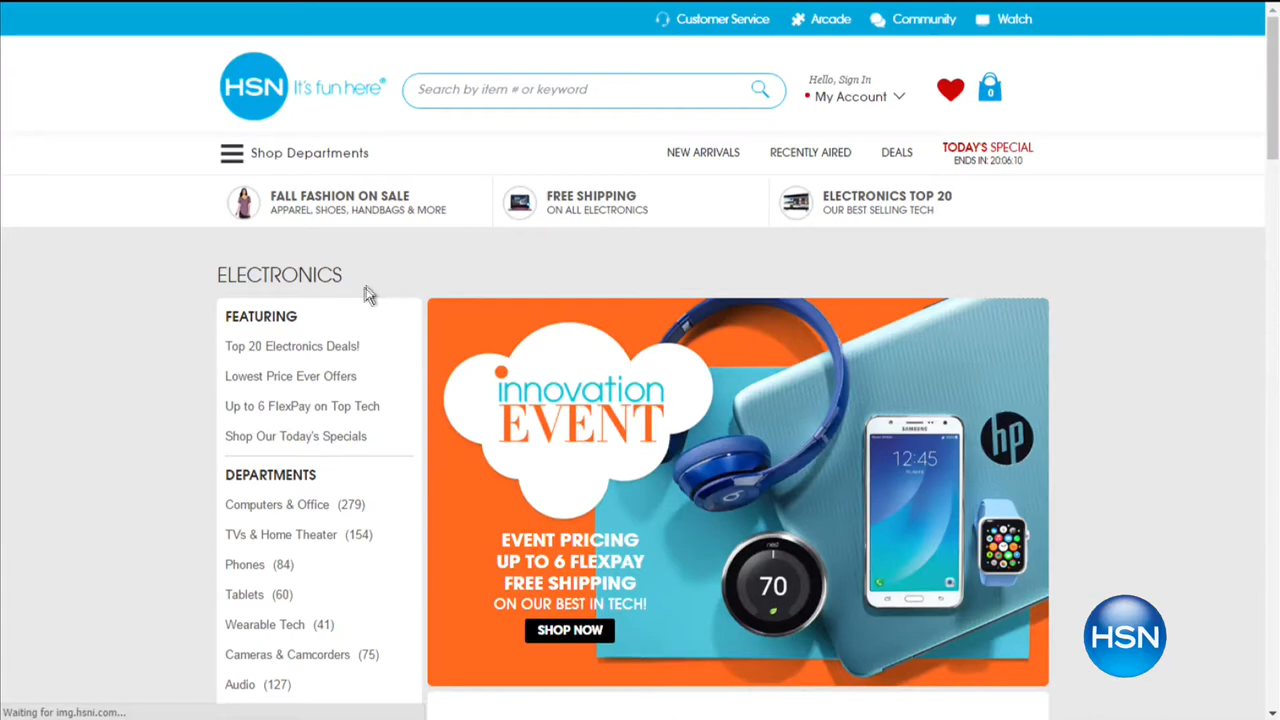 Customer Service Arcade Community Watch
HSN It's fun here®
Search by item # or keyword
Hello, Sign In
My Account
0
Shop Departments
NEW ARRIVALS RECENTLY AIRED DEALS
TODAY'S SPECIAL
ENDS IN: 20:06:10
FALL FASHION ON SALE
APPAREL, SHOES, HANDBAGS & MORE
FREE SHIPPING
ON ALL ELECTRONICS
ELECTRONICS TOP 20
OUR BEST SELLING TECH
ELECTRONICS
FEATURING
Top 20 Electronics Deals!
Lowest Price Ever Offers
Up to 6 FlexPay on Top Tech
Shop Our Today's Specials
DEPARTMENTS
Computers & Office (279)
TVs & Home Theater (154)
Phones (84)
Tablets (60)
Wearable Tech (41)
Cameras & Camcorders (75)
Audio (127)
innovation
EVENT
EVENT PRICING
UP TO 6 FLEXPAY
FREE SHIPPING
ON OUR BEST IN TECH!
SHOP NOW
SAMSUNG
12:45
hp
nest
70
HSN
Waiting for img.hsni.com...